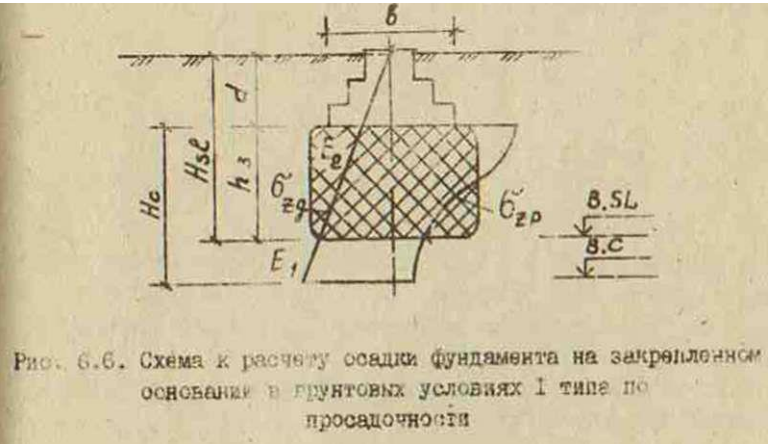 в
d
Hsl
hз
Hc
E2
σzg
σzp
E1
B.SL
B.C
Рис. 6.6. Схема к расчету осадки фундамента на закрепленном
основании в грунтовых условиях I типа по
просадочности